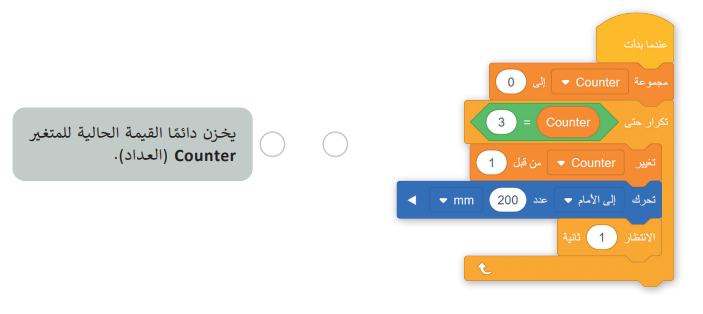 عندما بدأت
مجموعة Counter إلى 0
تكرار حتى Counter = 3
تغيير Counter من قبل 1
تحرك إلى الأمام عدد 200 mm
الانتظار 1 ثانية
يخزن دائمًا القيمة الحالية للمتغير
Counter (العداد).